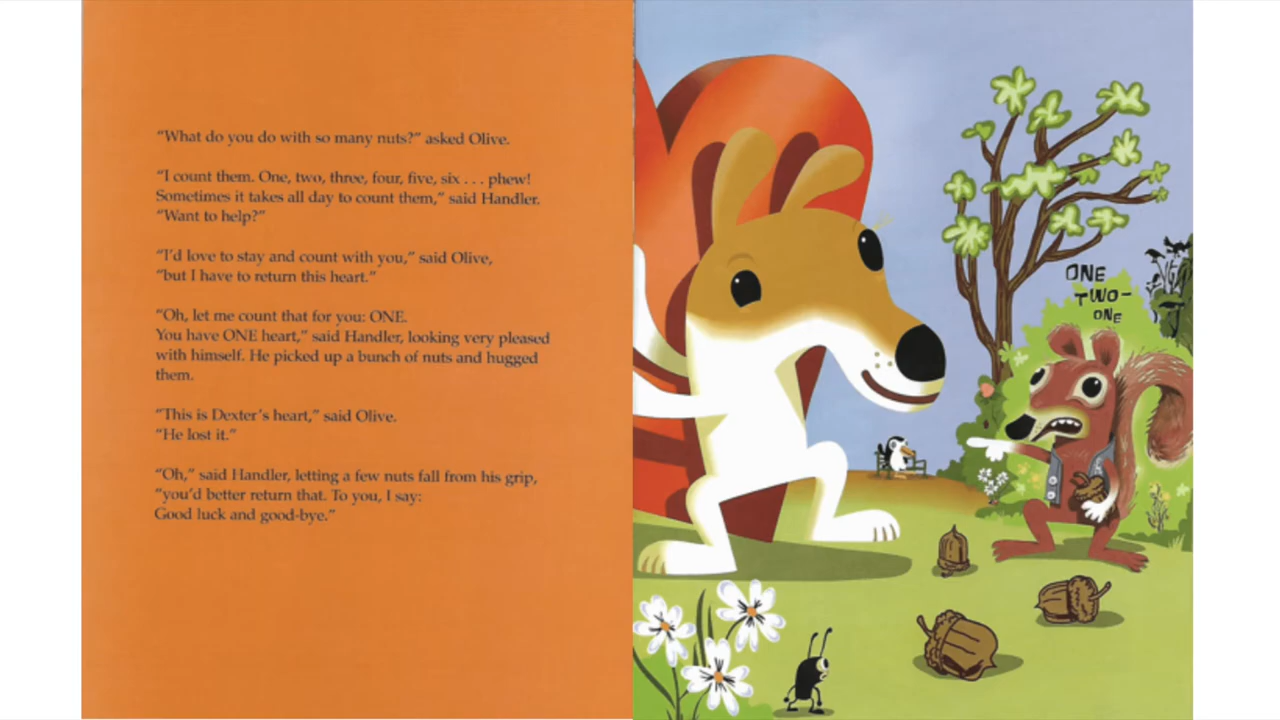 “What do you do with so many nuts?” asked Olive.
“I count them. One, two, three, four, five, six . . . phew!
Sometimes it takes all day to count them,” said Handler.
“Want to help?”
“I’d love to stay and count with you,” said Olive,
“but I have to return this heart.”
“Oh, let me count that for you: ONE.
You have ONE heart,” said Handler, looking very pleased
with himself. He picked up a bunch of nuts and hugged
them.
“This is Dexter’s heart,” said Olive.
“He lost it.”
“Oh,” said Handler, letting a few nuts fall from his grip,
“you’d better return that. To you, I say:
Good luck and good-bye.”
ONE
TWO–
ONE